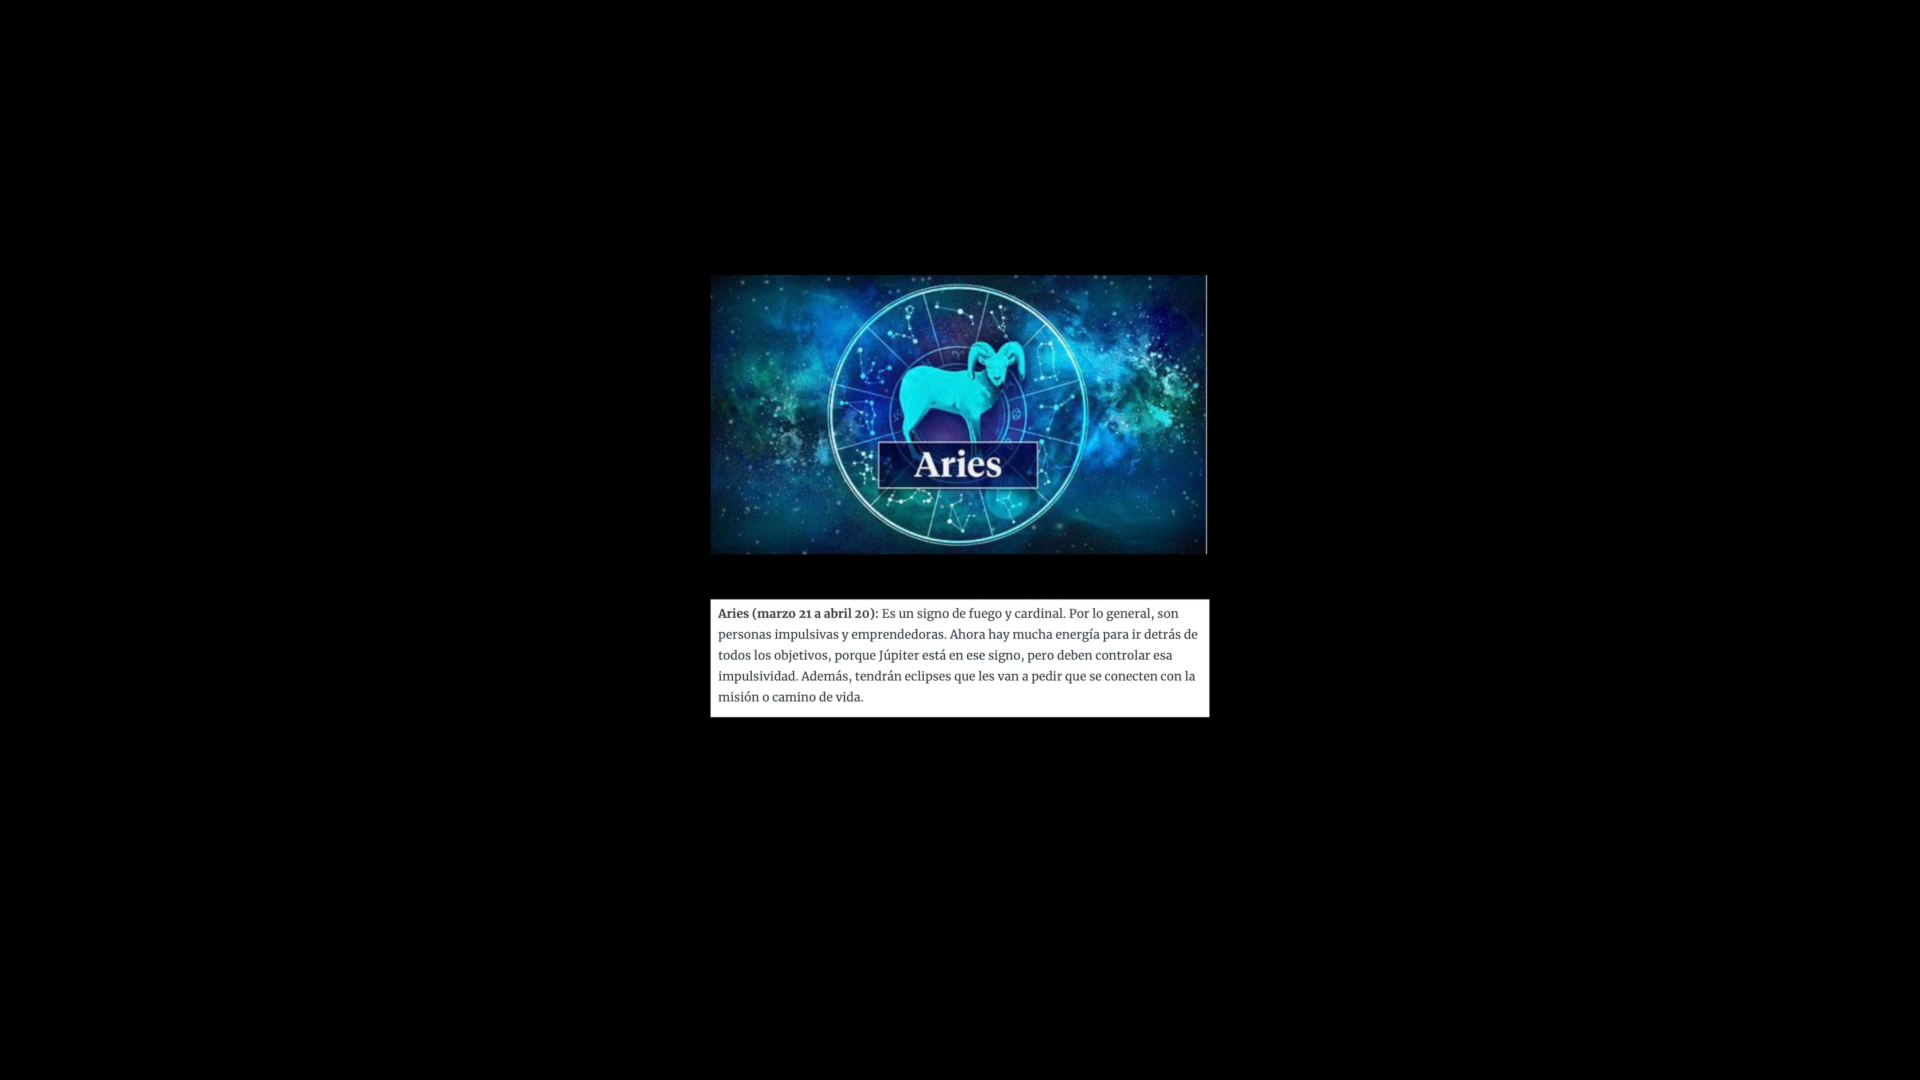 Aries
Aries (marzo 21 a abril 20): Es un signo de fuego y cardinal. Por lo general, son
personas impulsivas y emprendedoras. Ahora hay mucha energía para ir detrás de
todos los objetivos, porque Júpiter está en ese signo, pero deben controlar esa
impulsividad. Además, tendrán eclipses que les van a pedir que se conecten con la
misión o camino de vida.